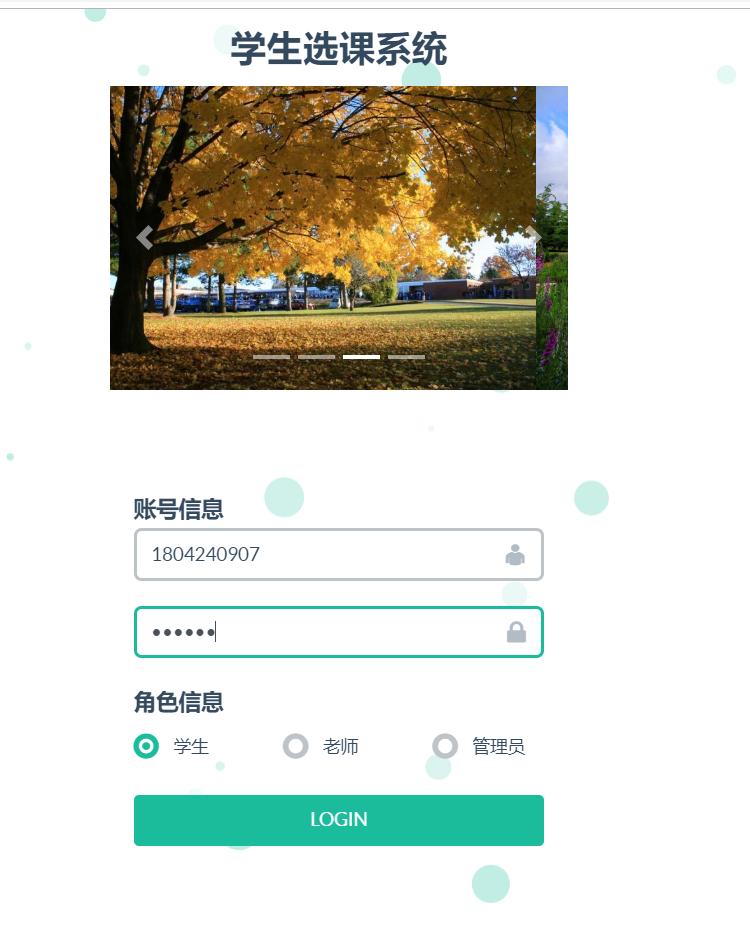 学生选课系统
账号信息
1804240907
••••••
角色信息
学生 老师 管理员
LOGIN